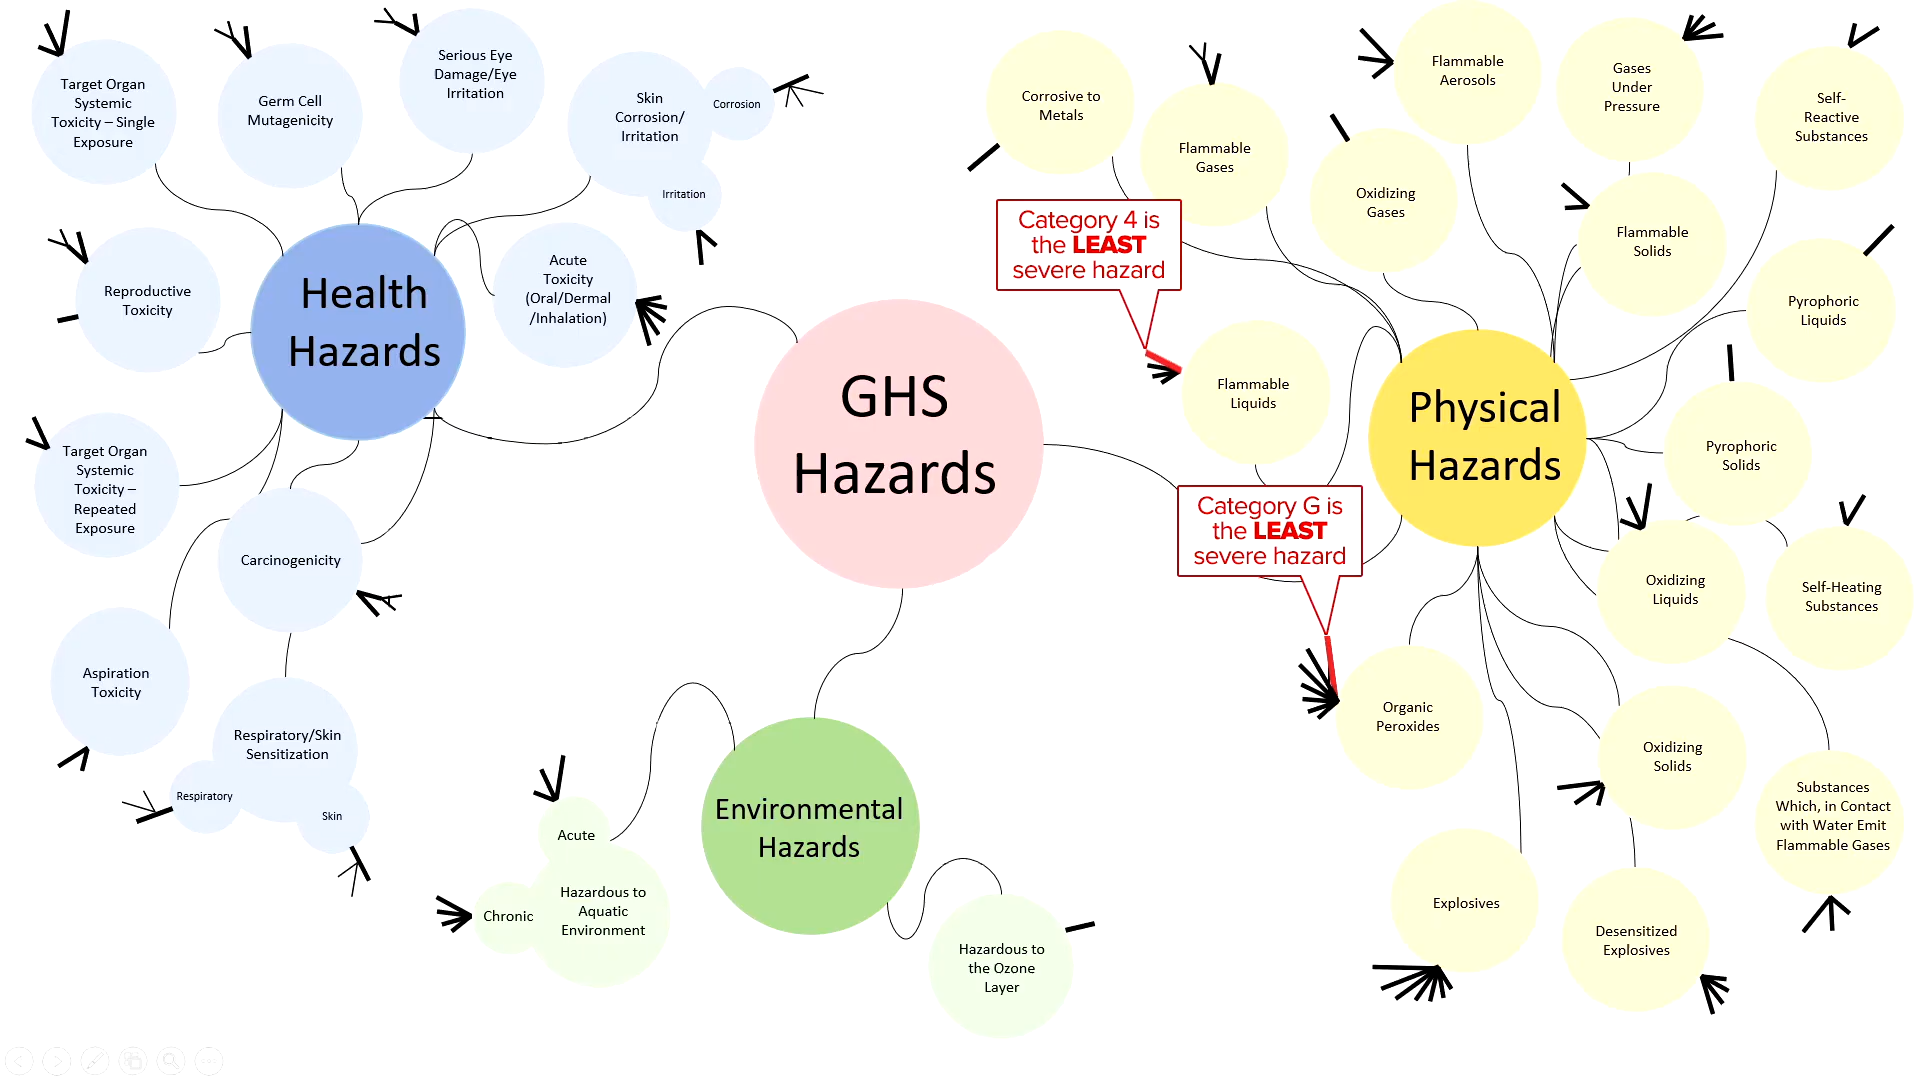 Target Organ
Systemic
Toxicity – Single
Exposure
Germ Cell
Mutagenicity
Serious Eye
Damage/Eye
Irritation
Skin
Corrosion/
Irritation
Corrosion
Irritation
Reproductive
Toxicity
Health
Hazards
Acute
Toxicity
(Oral/Dermal
/Inhalation)
Target Organ
Systemic
Toxicity –
Repeated
Exposure
Carcinogenicity
Aspiration
Toxicity
Respiratory/Skin
Sensitization
Respiratory
Skin
GHS
Hazards
Environmental
Hazards
Acute
Hazardous to
Aquatic
Environment
Chronic
Hazardous to
the Ozone
Layer
Corrosive to
Metals
Flammable
Gases
Category 4 is
the LEAST
severe hazard
Oxidizing
Gases
Flammable
Aerosols
Gases
Under
Pressure
Self-
Reactive
Substances
Flammable
Solids
Pyrophoric
Liquids
Flammable
Liquids
Physical
Hazards
Pyrophoric
Solids
Category G is
the LEAST
severe hazard
Oxidizing
Liquids
Self-Heating
Substances
Organic
Peroxides
Oxidizing
Solids
Substances
Which, in Contact
with Water Emit
Flammable Gases
Explosives
Desensitized
Explosives